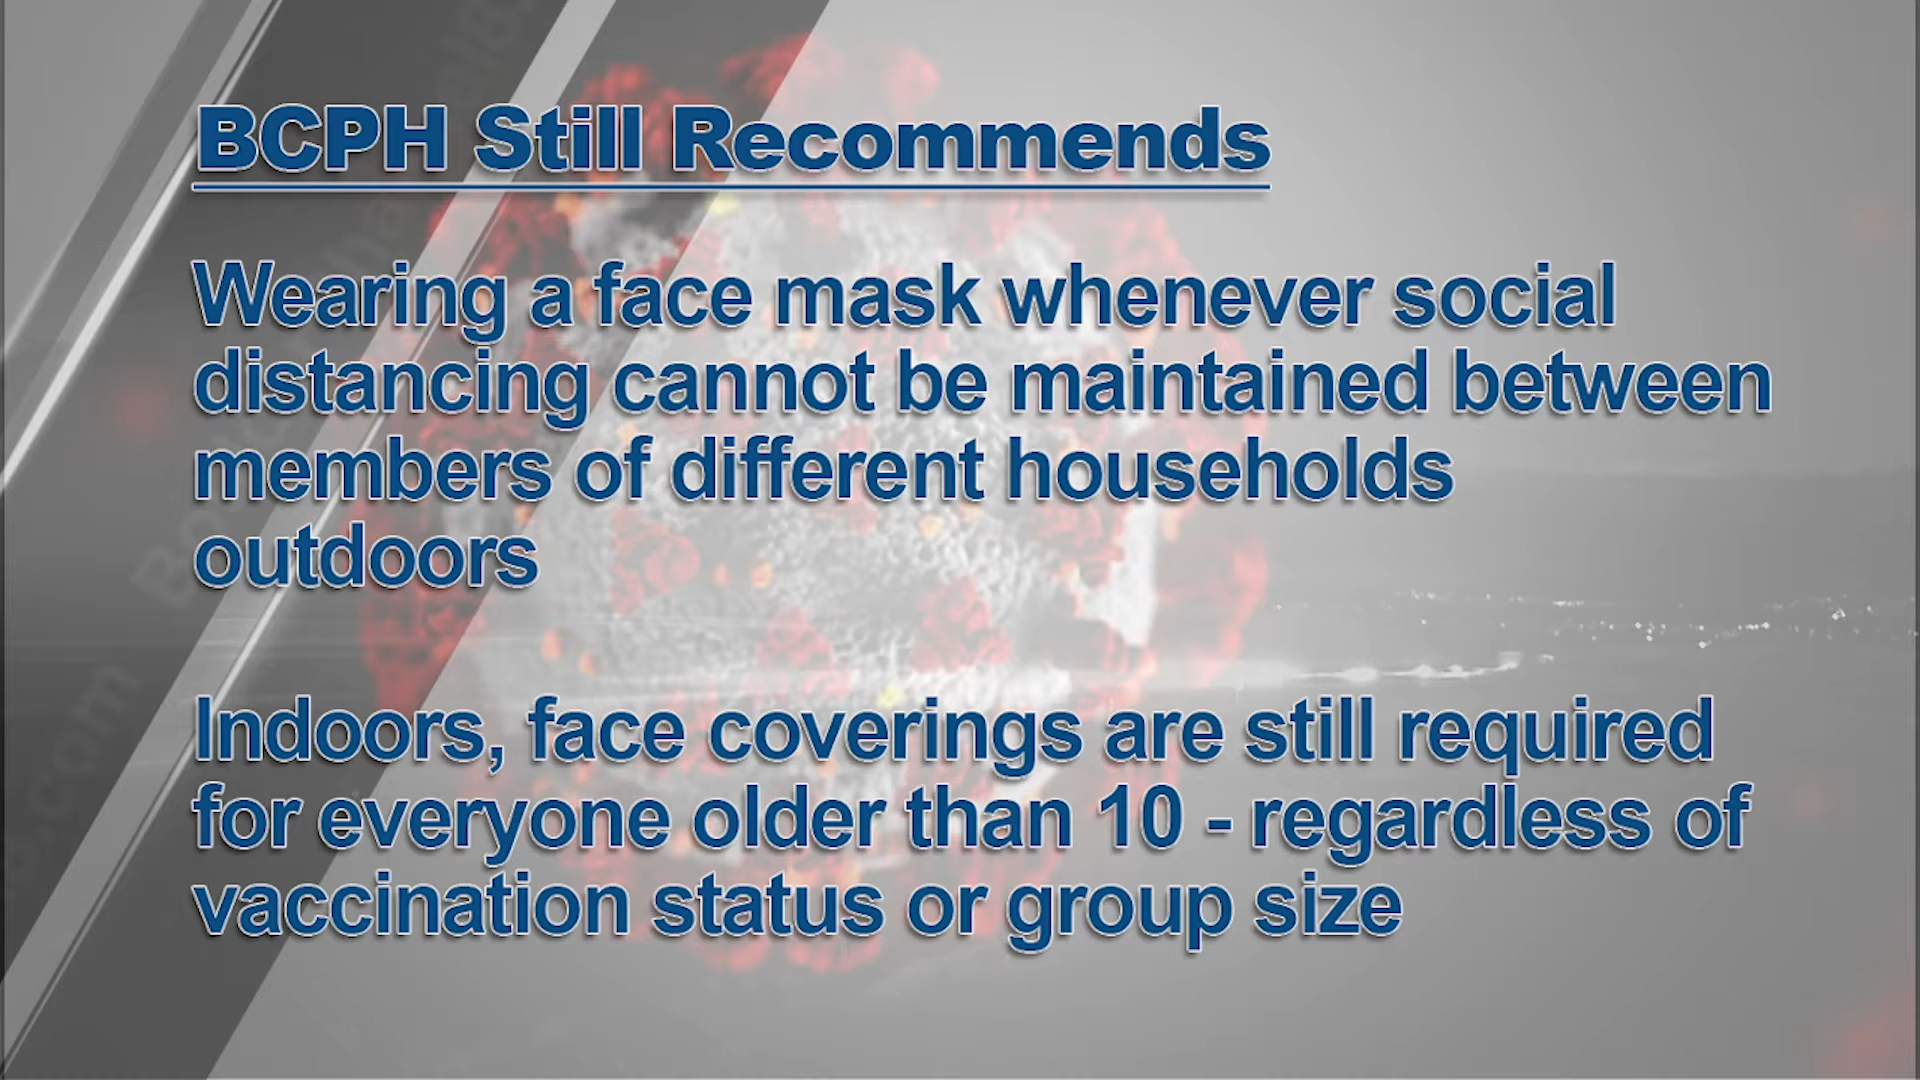 BCPH Still Recommends
Wearing a face mask whenever social
distancing cannot be maintained between
members of different households
outdoors
Indoors, face coverings are still required
for everyone older than 10 - regardless of
vaccination status or group size